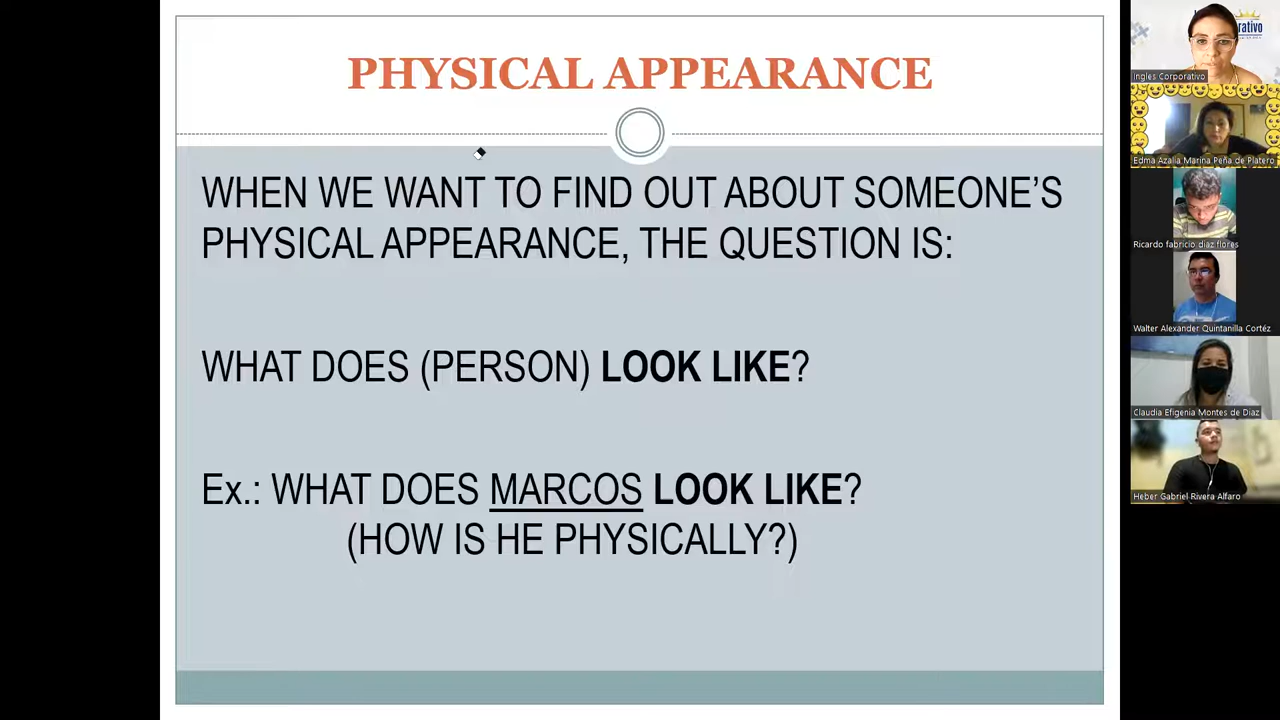 PHYSICAL APPEARANCE
WHEN WE WANT TO FIND OUT ABOUT SOMEONE’S
PHYSICAL APPEARANCE, THE QUESTION IS:
WHAT DOES (PERSON) LOOK LIKE?
Ex.: WHAT DOES MARCOS LOOK LIKE?
(HOW IS HE PHYSICALLY?)
rativo
Ingles Corporativo
Edma Azalia Marina Peña de Platero
Ricardo fabricio diaz flores
Walter Alexander Quintanilla Cortéz
Claudia Efigenia Montes de Diaz
Heber Gabriel Rivera Alfaro